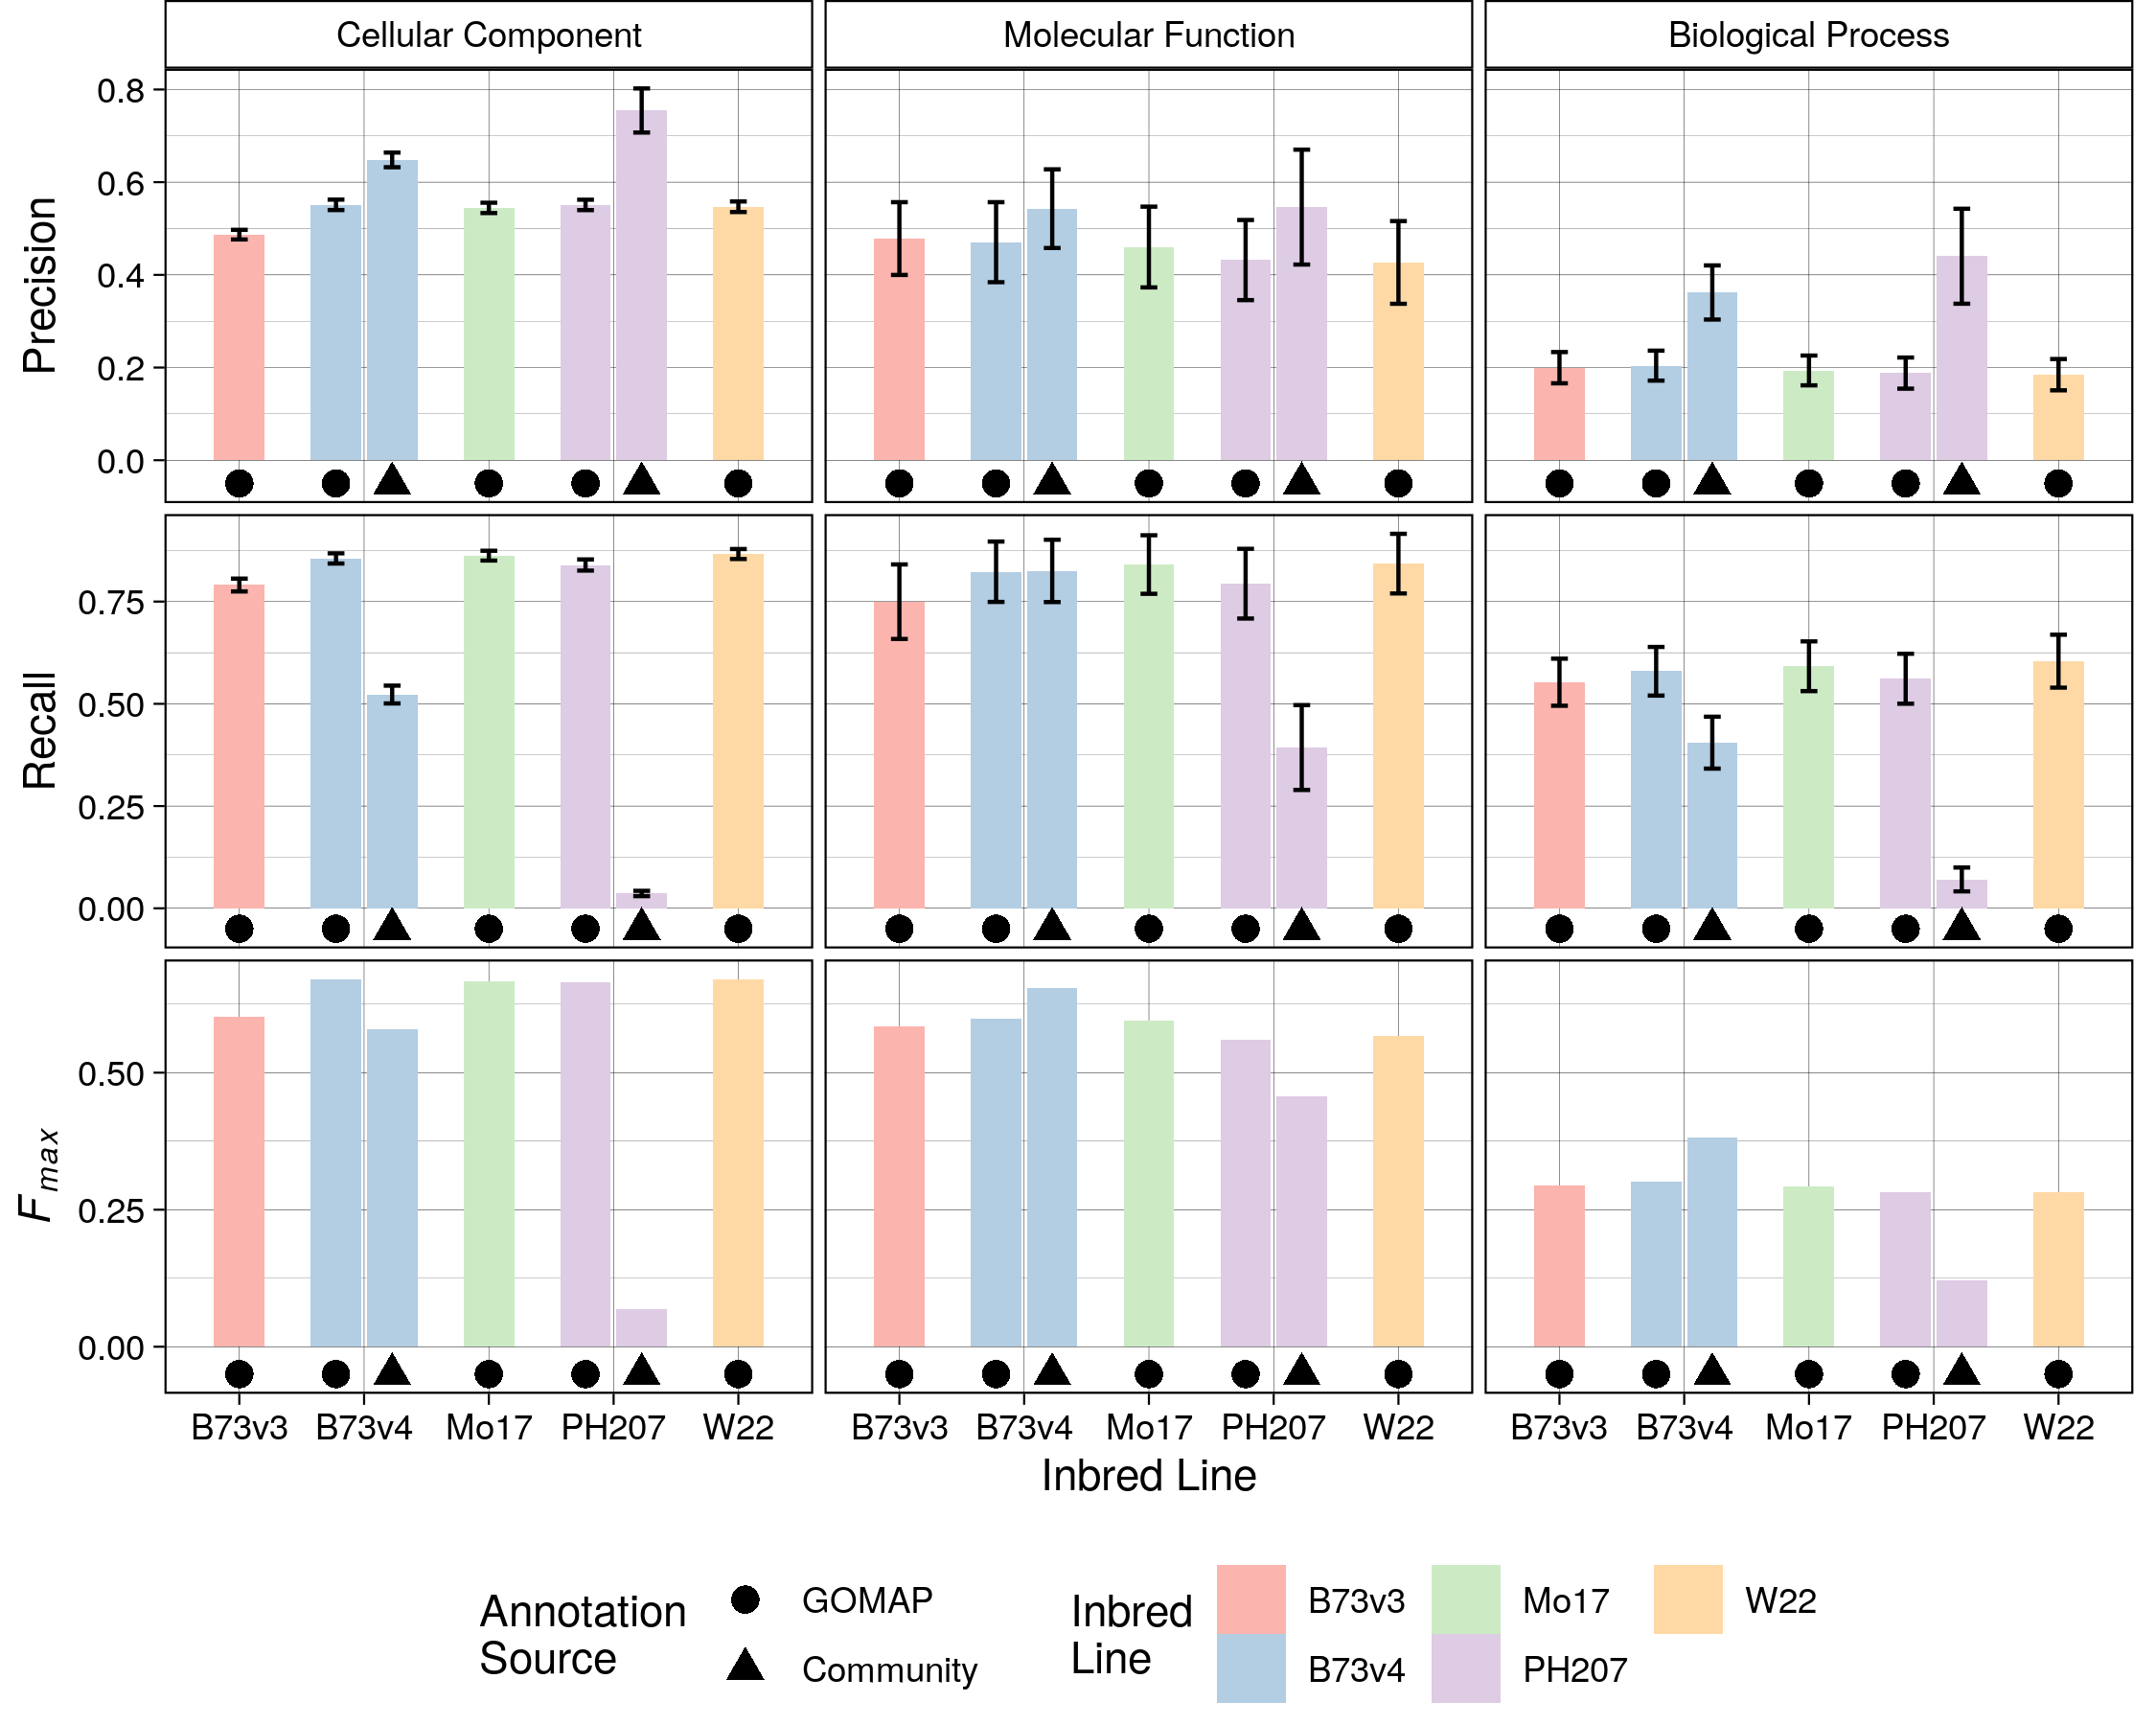 Cellular Component
Molecular Function
Biological Process
Precision
0.8
0.6
0.4
0.2
0.0
Recall
0.75
0.50
0.25
0.00
F max
0.50
0.25
0.00
B73v3 B73v4 Mo17 PH207 W22
B73v3 B73v4 Mo17 PH207 W22
B73v3 B73v4 Mo17 PH207 W22
Inbred Line
Annotation
Source
GOMAP
Community
Inbred
Line
B73v3
B73v4
Mo17
PH207
W22